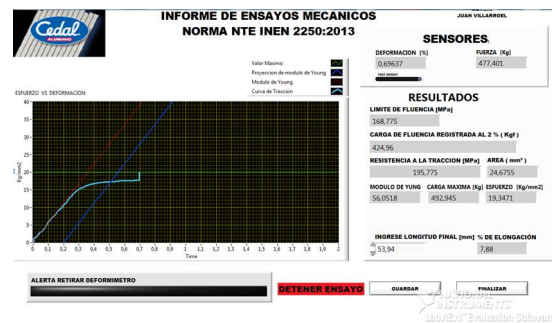 Cedal
ALUMINIO
INFORME DE ENSAYOS MECANICOS
NORMA NTE INEN 2250:2013
JUAN VILLARROEL
SENSORES.
DEFORMACION [%]
FUERZA [Kg]
0,69637
477,401
RESULTADOS
LIMITE DE FLUENCIA [MPa]
168,775
CARGA DE FLUENCIA REGISTRADA AL 2 % ( Kgf )
424,96
RESISTENCIA A LA TRACCION [MPa]
AREA ( mm² )
195,775
24,6755
MODULO DE YUNG
CARGA MAXIMA [Kg]
ESFUERZO [Kg/mm2]
56,0518
492,945
19,3471
INGRESE LONGITUD FINAL [mm]
% DE ELONGACIÓN
53,94
7,88
Valor Maximo
Proyeccion de modulo de Young
Modulo de Young
Curva de Traccion
ESFUERZO VS DEFORMACION
Kg/mm2
40
35
30
25
20
15
10
5
0
0 0,1 0,2 0,3 0,4 0,5 0,6 0,7 0,8 0,9 1 1,1 1,2 1,3 1,4 1,5 1,6 1,7 1,8 1,9 2
Time
ALERTA RETIRAR DEFORMIMETRO
DETENER ENSAYO
GUARDAR
FINALIZAR
NATIONAL
INSTRUMENTS
LabVIEW Evaluation Software